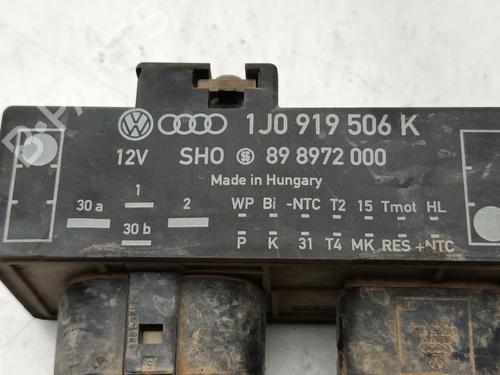 1J0 919 506 K
12V SHO 89 8972 000
Made in Hungary
1
30 a 2
30 b
WP Bi -NTC T2 15 Tmot HL
P K 31 T4 MK RES +NTC